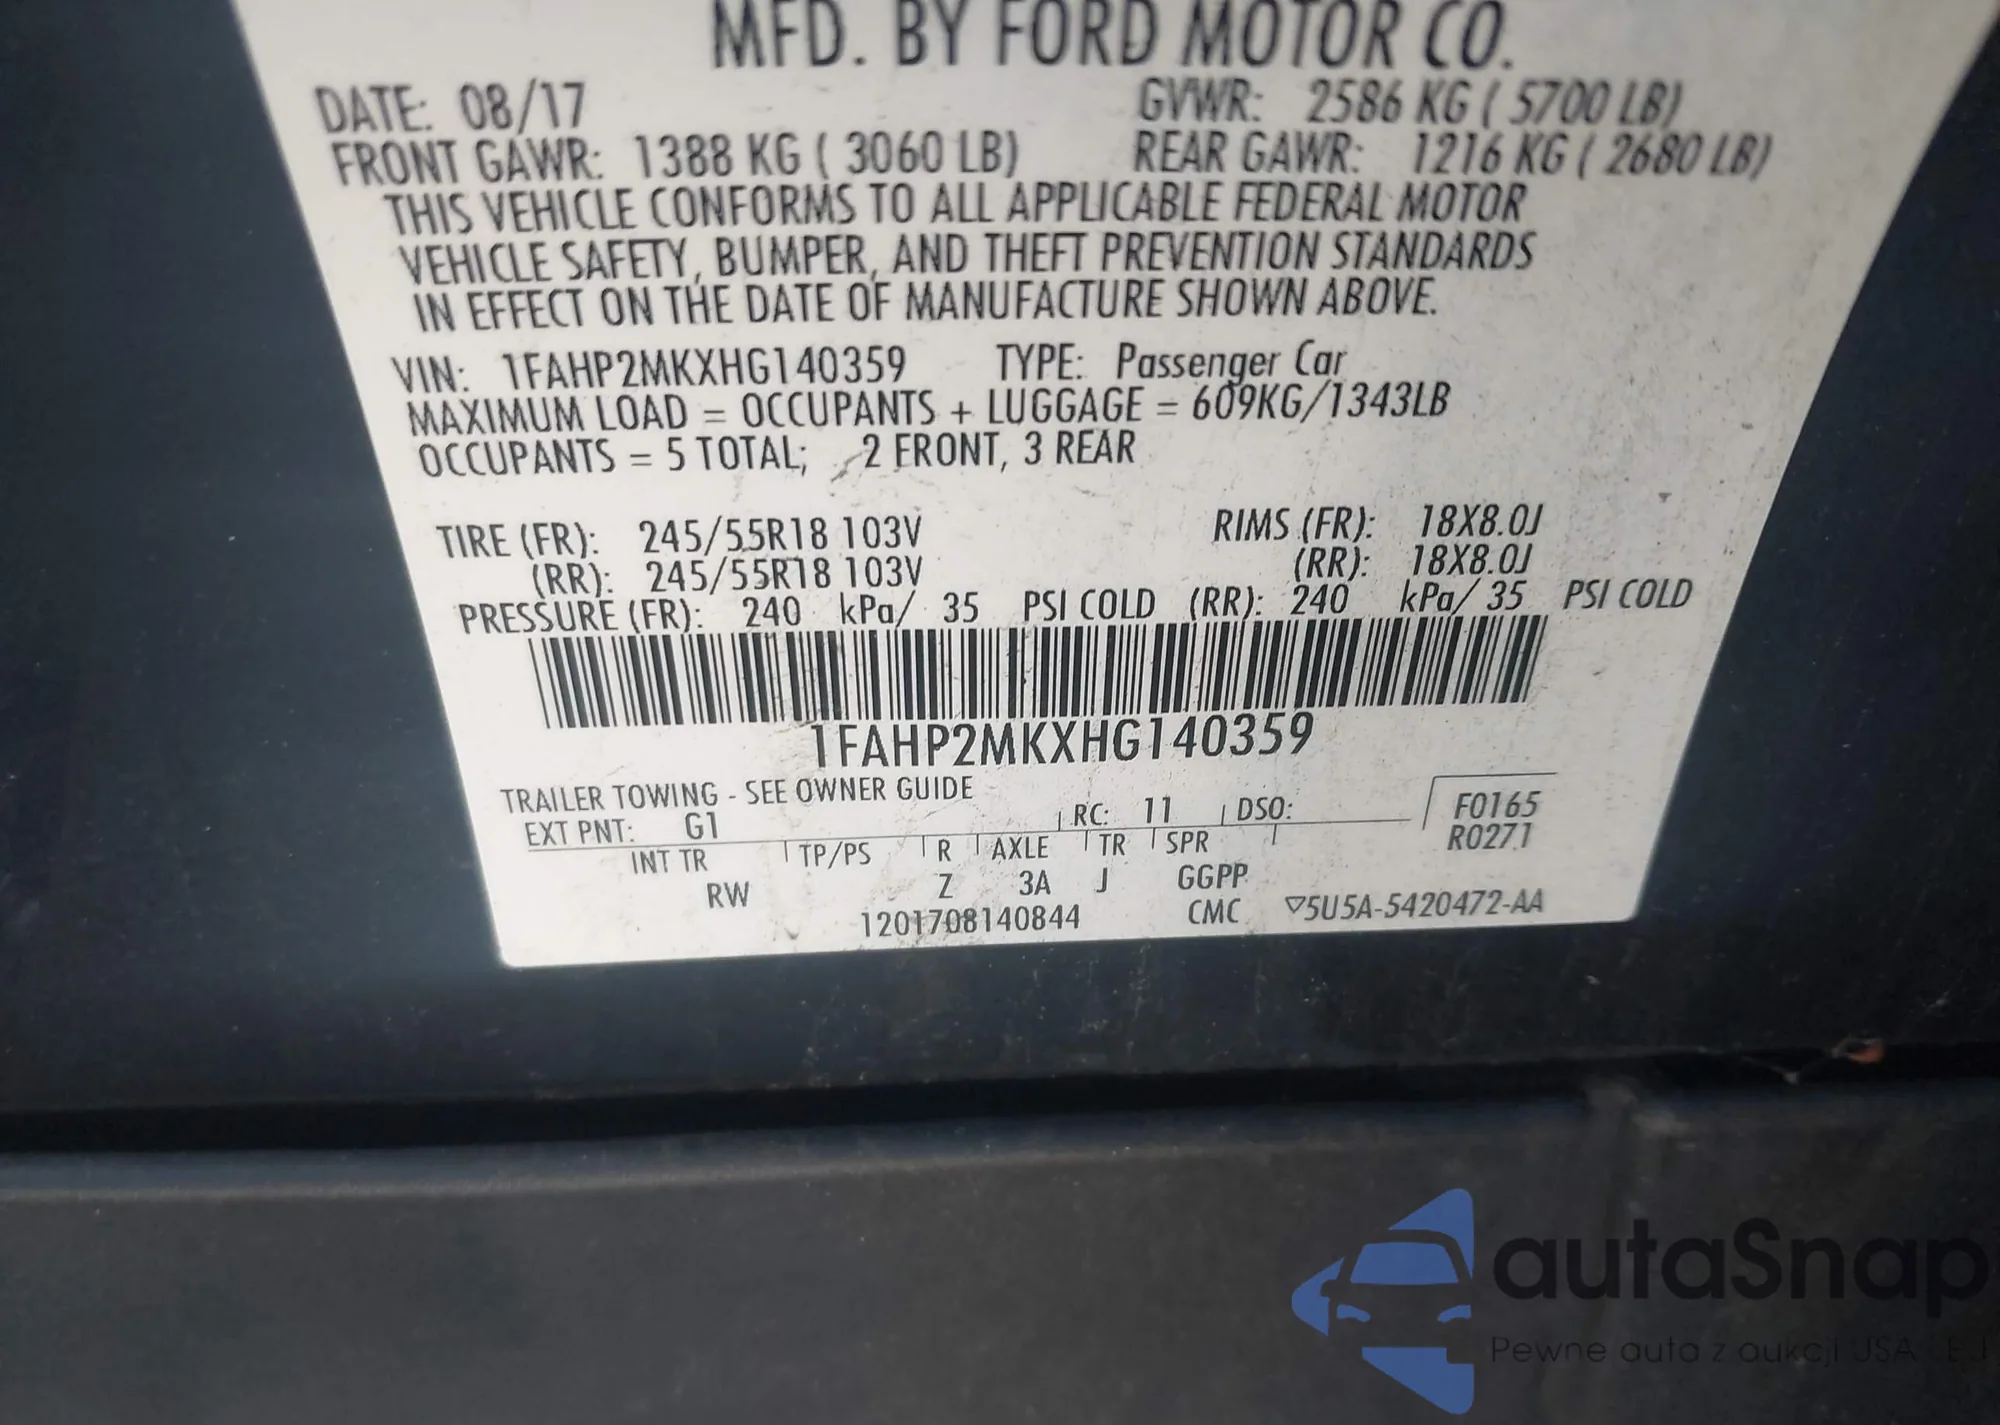 MFD. BY FORD MOTOR CO.
DATE: 08/17 GVWR: 2586 KG ( 5700 LB)
FRONT GAWR: 1388 KG ( 3060 LB) REAR GAWR: 1216 KG ( 2680 LB)
THIS VEHICLE CONFORMS TO ALL APPLICABLE FEDERAL MOTOR
VEHICLE SAFETY, BUMPER, AND THEFT PREVENTION STANDARDS
IN EFFECT ON THE DATE OF MANUFACTURE SHOWN ABOVE.
VIN: 1FAHP2MKXHG140359 TYPE: Passenger Car
MAXIMUM LOAD = OCCUPANTS + LUGGAGE = 609KG/1343LB
OCCUPANTS = 5 TOTAL; 2 FRONT, 3 REAR
TIRE (FR): 245/55R18 103V RIMS (FR): 18X8.0J
(RR): 245/55R18 103V (RR): 18X8.0J
PRESSURE (FR): 240 kPa/ 35 PSI COLD (RR): 240 kPa/ 35 PSI COLD
1FAHP2MKXHG140359
TRAILER TOWING - SEE OWNER GUIDE
EXT PNT: G1 RC: 11 DSO: F0165
R0271
INT TR TP/PS R AXLE TR SPR
RW Z 3A J GGPP
1201708140844 CMC ▽5U5A-5420472-AA
autaSnap
Pewne auto z aukcji USA i EU